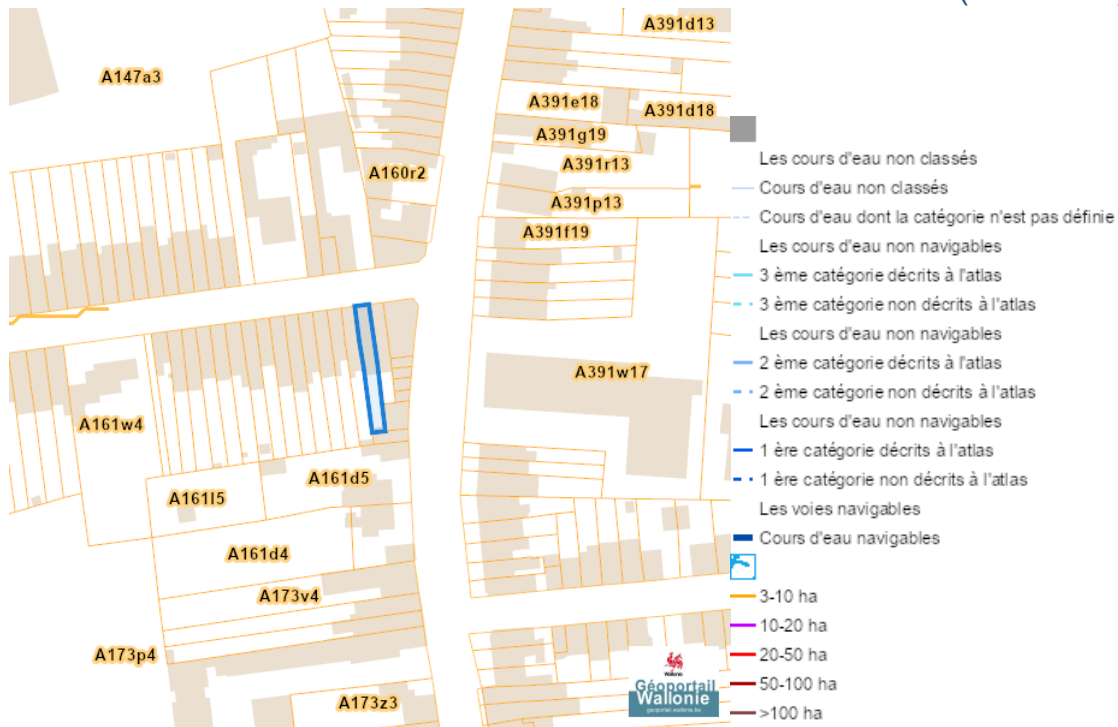 A391d13
A147a3
A391e18
A391d18
A391g19
A391r13
A160r2
A391p13
A391f19
A391w17
A161w4
A161d5
A161l5
A161d4
A173v4
A173p4
A173z3
Wallonie
Géoportail
Wallonie
geoportail.wallonie.be
Les cours d'eau non classés
Cours d'eau non classés
Cours d'eau dont la catégorie n'est pas définie
Les cours d'eau non navigables
3 ème catégorie décrits à l'atlas
3 ème catégorie non décrits à l'atlas
Les cours d'eau non navigables
2 ème catégorie décrits à l'atlas
2 ème catégorie non décrits à l'atlas
Les cours d'eau non navigables
1 ère catégorie décrits à l'atlas
1 ère catégorie non décrits à l'atlas
Les voies navigables
Cours d'eau navigables
3-10 ha
10-20 ha
20-50 ha
50-100 ha
>100 ha